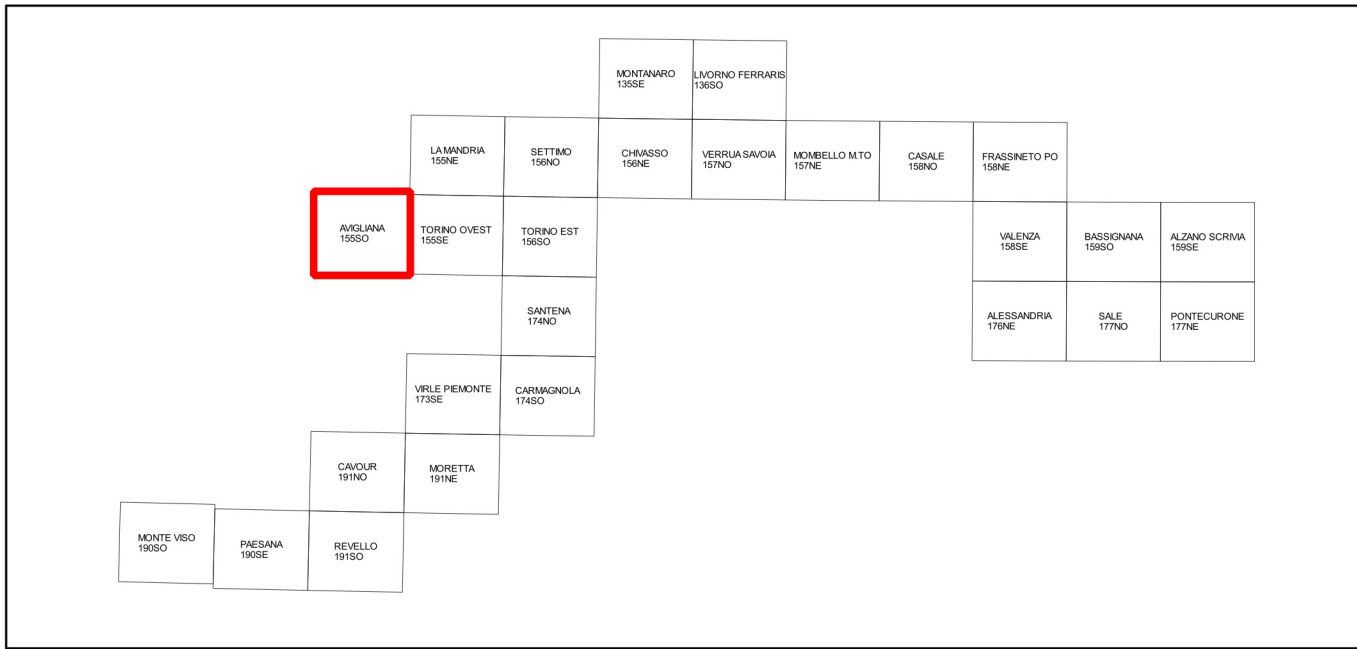 MONTANARO
135SE
LIVORNO FERRARIS
136SO
LA MANDRIA
155NE
SETTIMO
156NO
CHIVASSO
156NE
VERRUA SAVOIA
157NO
MOMBELLO M.TO
157NE
CASALE
158NO
FRASSINETO PO
158NE
AVIGLIANA
155SO
TORINO OVEST
155SE
TORINO EST
156SO
VALENZA
158SE
BASSIGNANA
159SO
ALZANO SCRIVIA
159SE
SANTENA
174NO
ALESSANDRIA
176NE
SALE
177NO
PONTECURONE
177NE
VIRLE PIEMONTE
173SE
CARMAGNOLA
174SO
CAVOUR
191NO
MORETTA
191NE
MONTE VISO
190SO
PAESANA
190SE
REVELLO
191SO